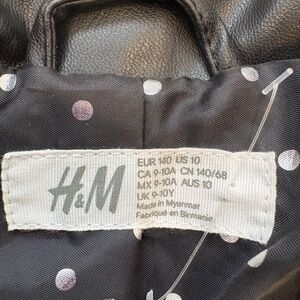 H&M
EUR 140 US 10
CA 9-10A CN 140/68
MX 9-10A AUS 10
UK 9-10Y
Made in Myanmar
Fabriqué en Birmanie